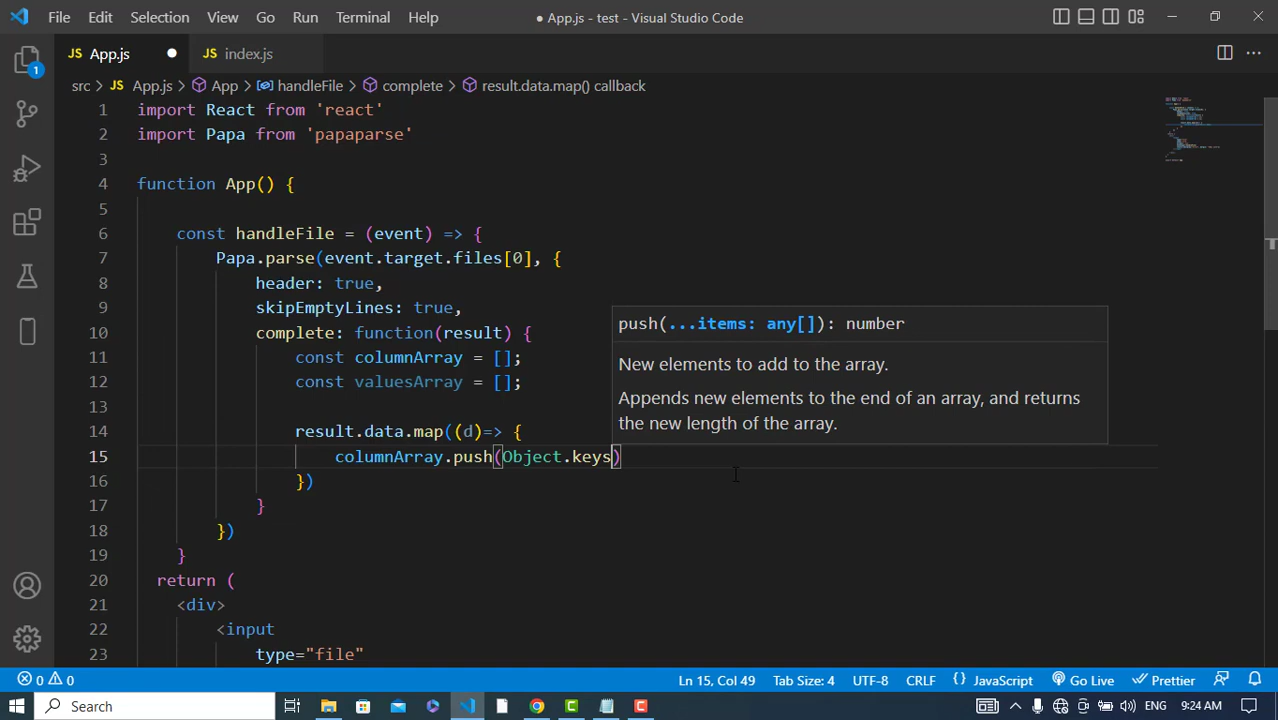 File Edit Selection View Go Run Terminal Help ● App.js - test - Visual Studio Code
JS App.js ● JS index.js
src > JS App.js > App > handleFile > complete > result.data.map() callback
1 import React from 'react'
2 import Papa from 'papaparse'
3
4 function App() {
5
6 const handleFile = (event) => {
7 Papa.parse(event.target.files[0], {
8 header: true,
9 skipEmptyLines: true,
10 complete: function(result) {
11 const columnArray = [];
12 const valuesArray = [];
13
14 result.data.map((d)=> {
15 columnArray.push(Object.keys)
16 })
17 }
18 })
19 }
20 return (
21 <div>
22 <input
23 type="file"
push(...items: any[]): number
New elements to add to the array.
Appends new elements to the end of an array, and returns
the new length of the array.
1
0 0 Ln 15, Col 49 Tab Size: 4 UTF-8 CRLF {} JavaScript Go Live Prettier
Search ENG 9:24 AM